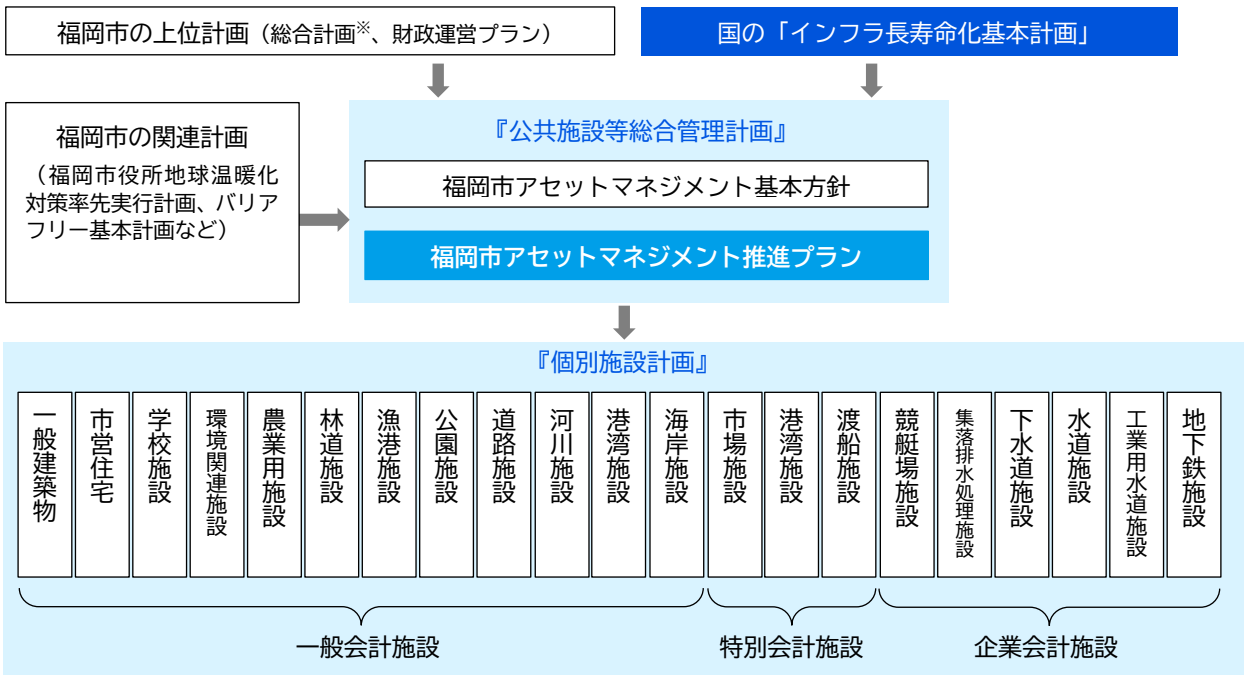 福岡市の上位計画（総合計画※、財政運営プラン）
国の「インフラ長寿命化基本計画」
福岡市の関連計画
（福岡市役所地球温暖化
対策率先実行計画、バリア
フリー基本計画など）
『公共施設等総合管理計画』
福岡市アセットマネジメント基本方針
福岡市アセットマネジメント推進プラン
『個別施設計画』
一般建築物
市営住宅
学校施設
環境関連施設
農業用施設
林道施設
漁港施設
公園施設
道路施設
河川施設
港湾施設
海岸施設
市場施設
港湾施設
渡船施設
競艇場施設
集落排水処理施設
下水道施設
水道施設
工業用水道施設
地下鉄施設
一般会計施設
特別会計施設
企業会計施設